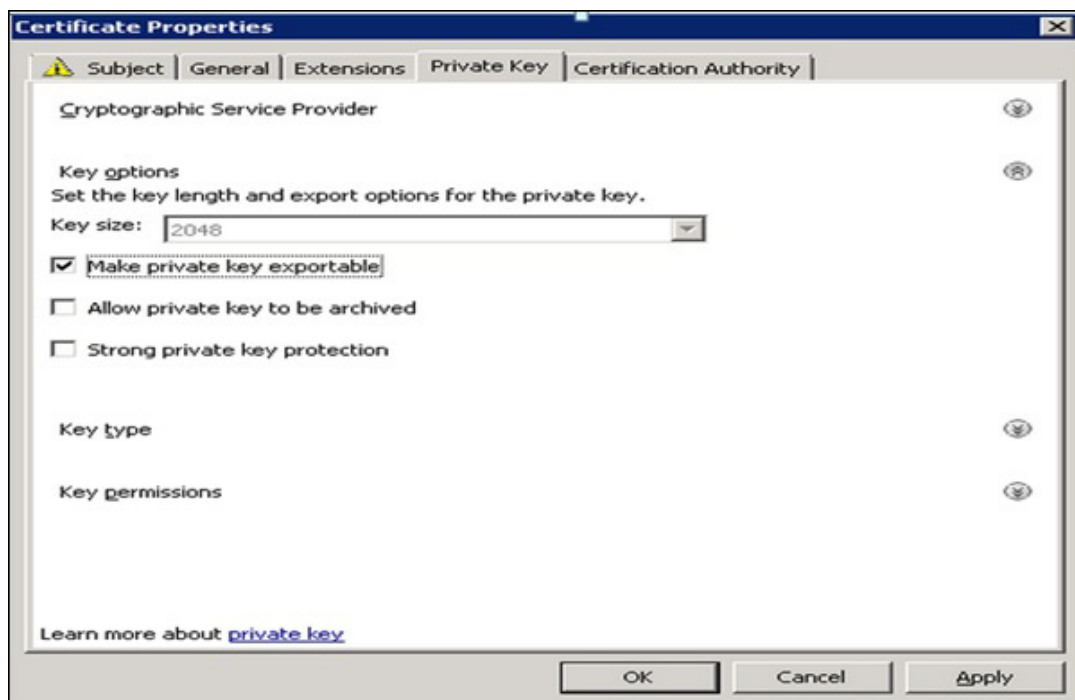 Certificate Properties
Subject General Extensions Private Key Certification Authority
Cryptographic Service Provider
Key options
Set the key length and export options for the private key.
Key size: 2048
Make private key exportable
Allow private key to be archived
Strong private key protection
Key type
Key permissions
Learn more about private key
OK Cancel Apply